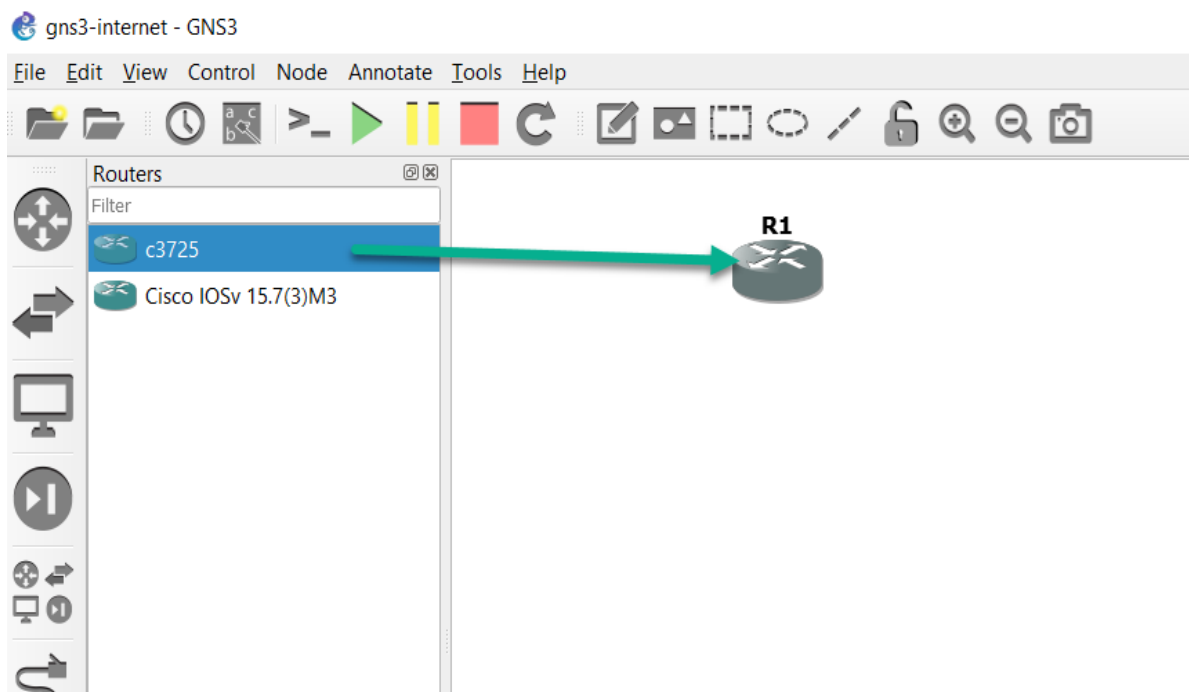 gns3-internet - GNS3
File Edit View Control Node Annotate Tools Help
Routers
Filter
c3725
Cisco IOSv 15.7(3)M3
R1